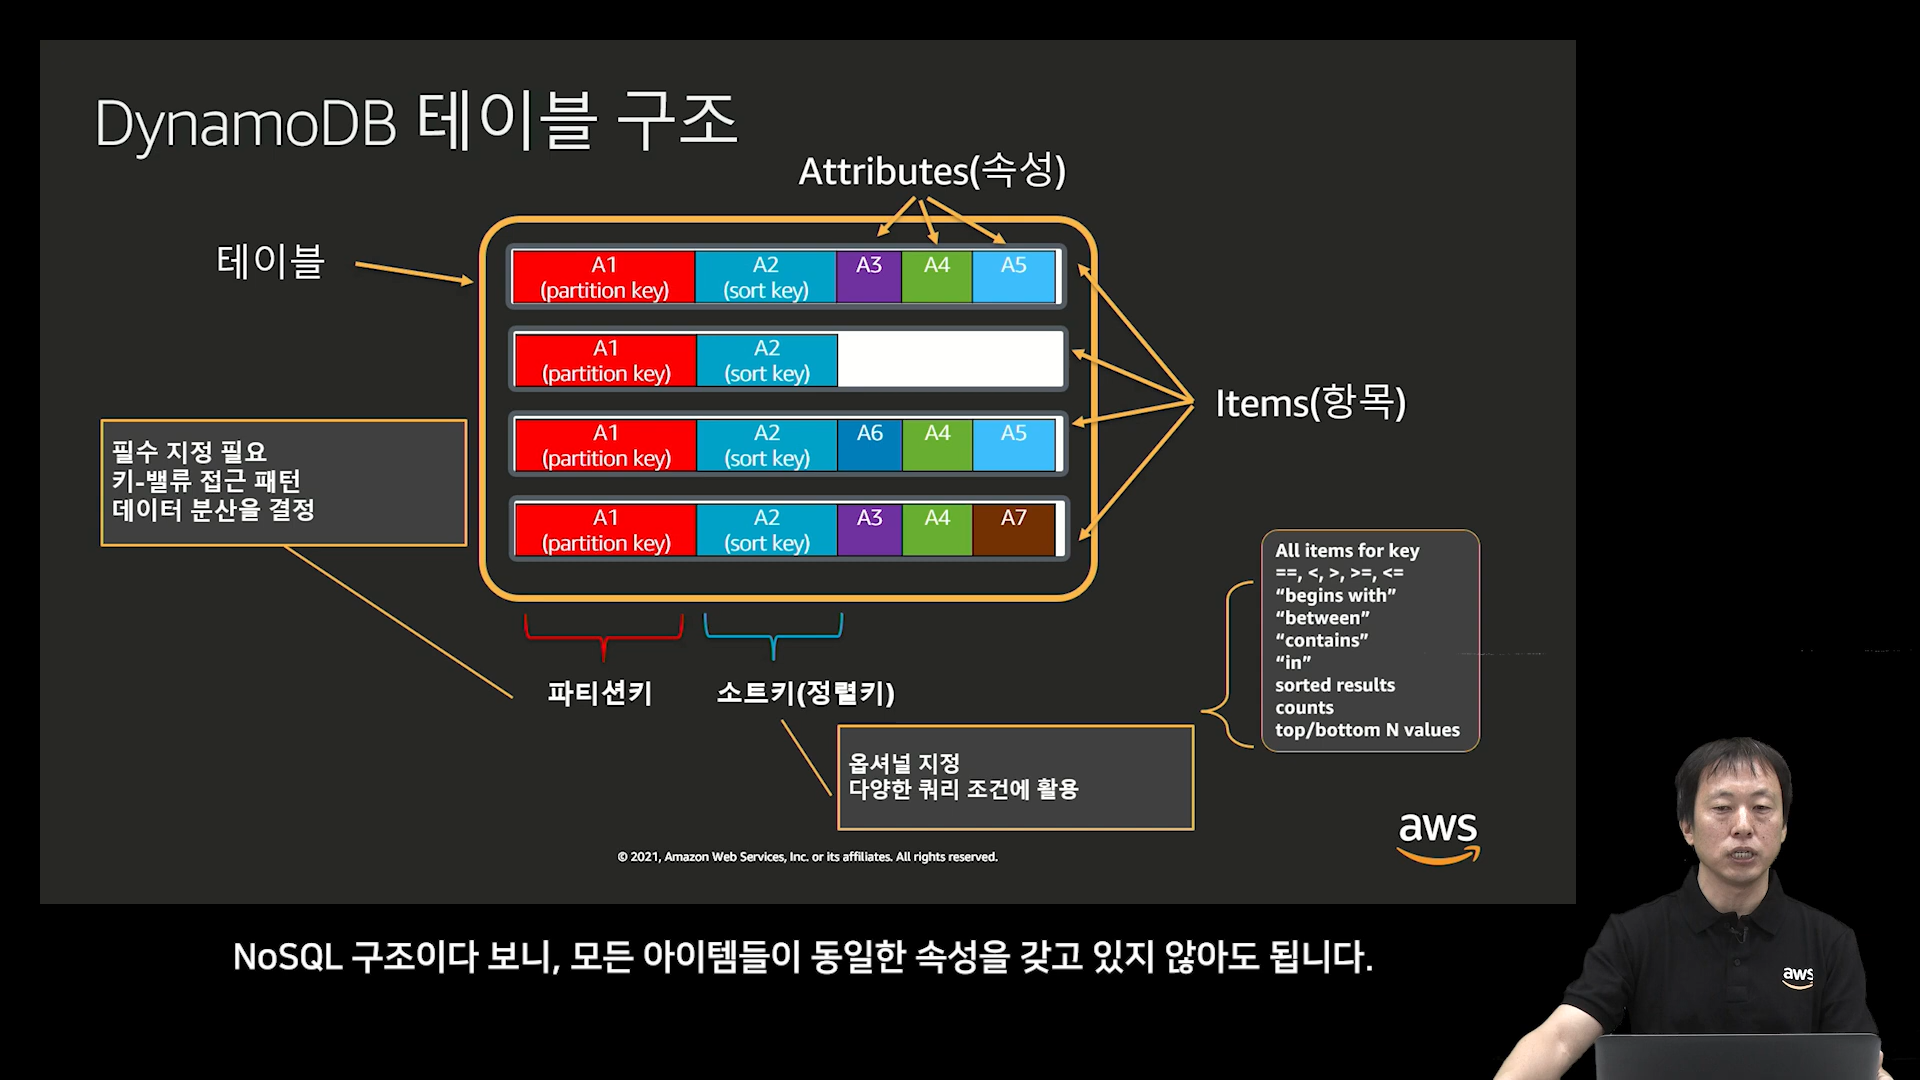 DynamoDB 테이블 구조
Attributes(속성)
테이블
A1
(partition key)
A2
(sort key)
A3
A4
A5
A1
(partition key)
A2
(sort key)
A1
(partition key)
A2
(sort key)
A6
A4
A5
A1
(partition key)
A2
(sort key)
A3
A4
A7
Items(항목)
필수 지정 필요
키-밸류 접근 패턴
데이터 분산을 결정
파티션키
소트키(정렬키)
옵셔널 지정
다양한 쿼리 조건에 활용
All items for key
==, <, >, >=, <=
“begins with”
“between”
“contains”
“in”
sorted results
counts
top/bottom N values
aws
© 2021, Amazon Web Services, Inc. or its affiliates. All rights reserved.
aws
NoSQL 구조이다 보니, 모든 아이템들이 동일한 속성을 갖고 있지 않아도 됩니다.